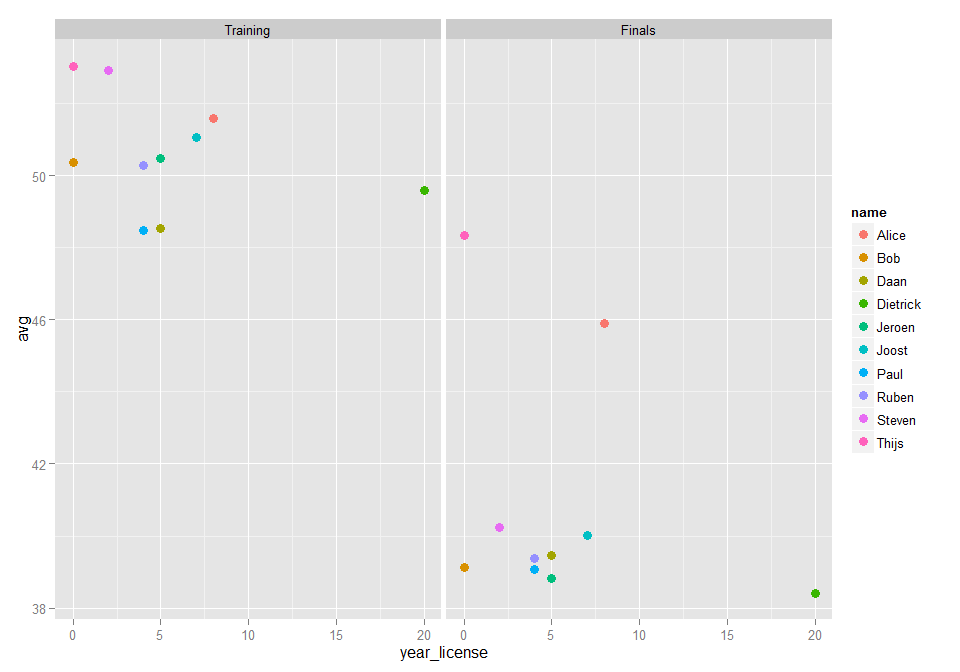 Training Finals
50
46
42
38
avg
0 5 10 15 20 0 5 10 15 20
year_license
name
Alice
Bob
Daan
Dietrick
Jeroen
Joost
Paul
Ruben
Steven
Thijs